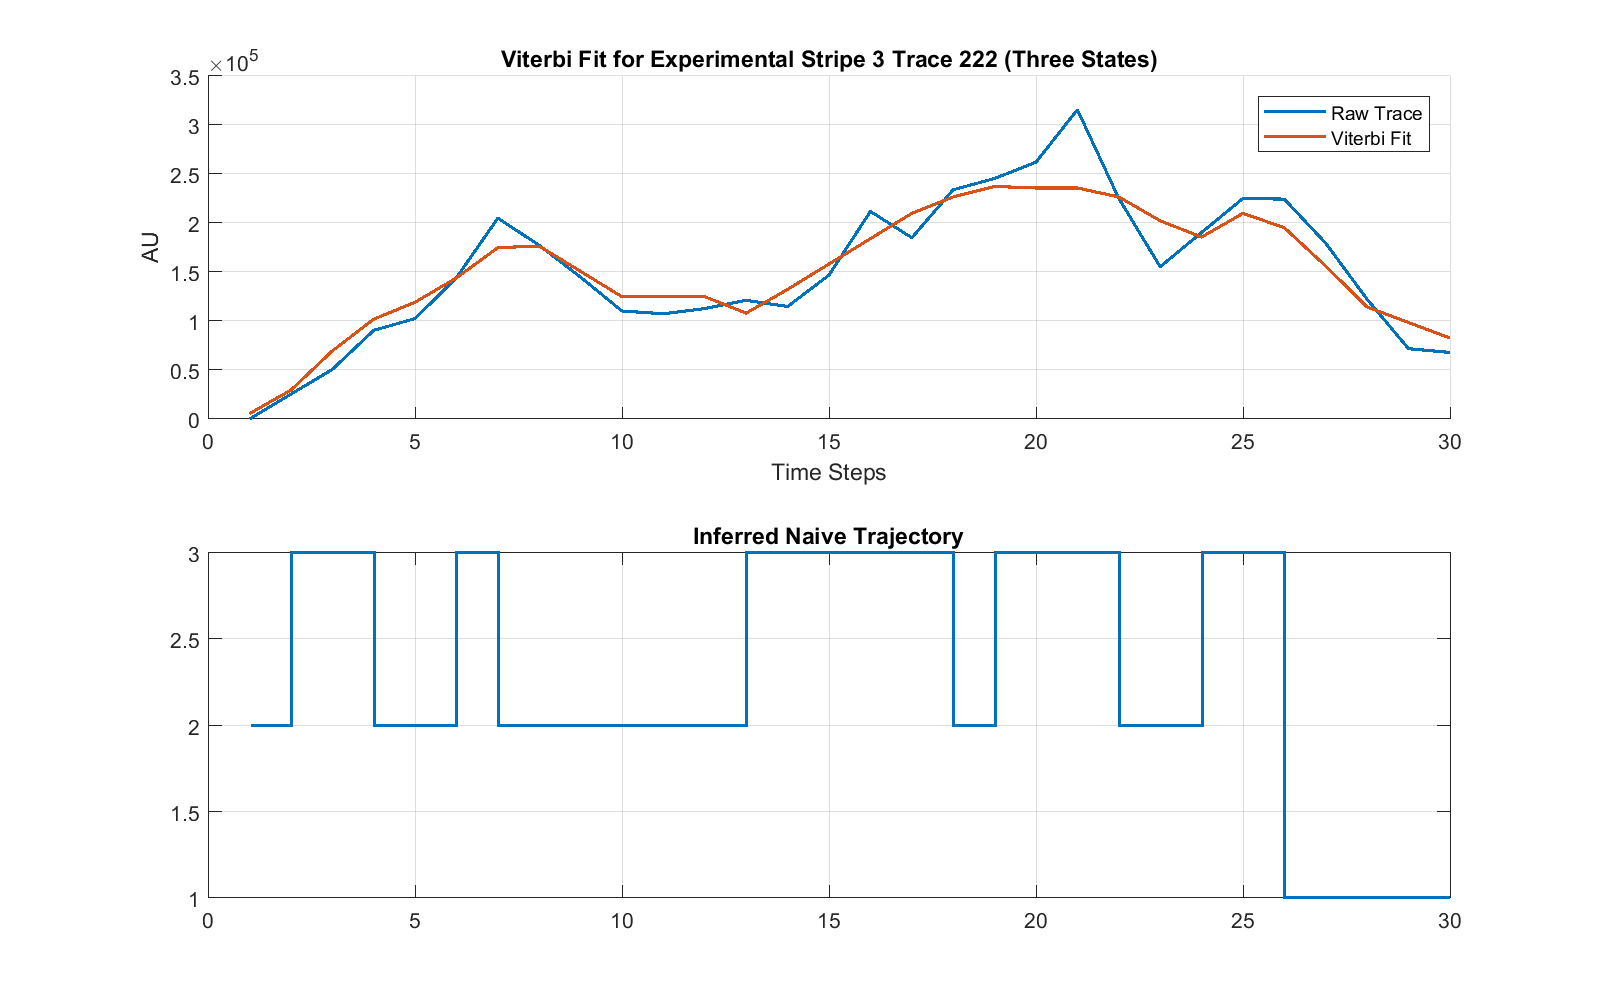 Viterbi Fit for Experimental Stripe 3 Trace 222 (Three States)
×10^5
3.5
3
2.5
2
1.5
1
0.5
0
AU
Raw Trace
Viterbi Fit
0 5 10 15 20 25 30
Time Steps
Inferred Naive Trajectory
3
2.5
2
1.5
1
0 5 10 15 20 25 30